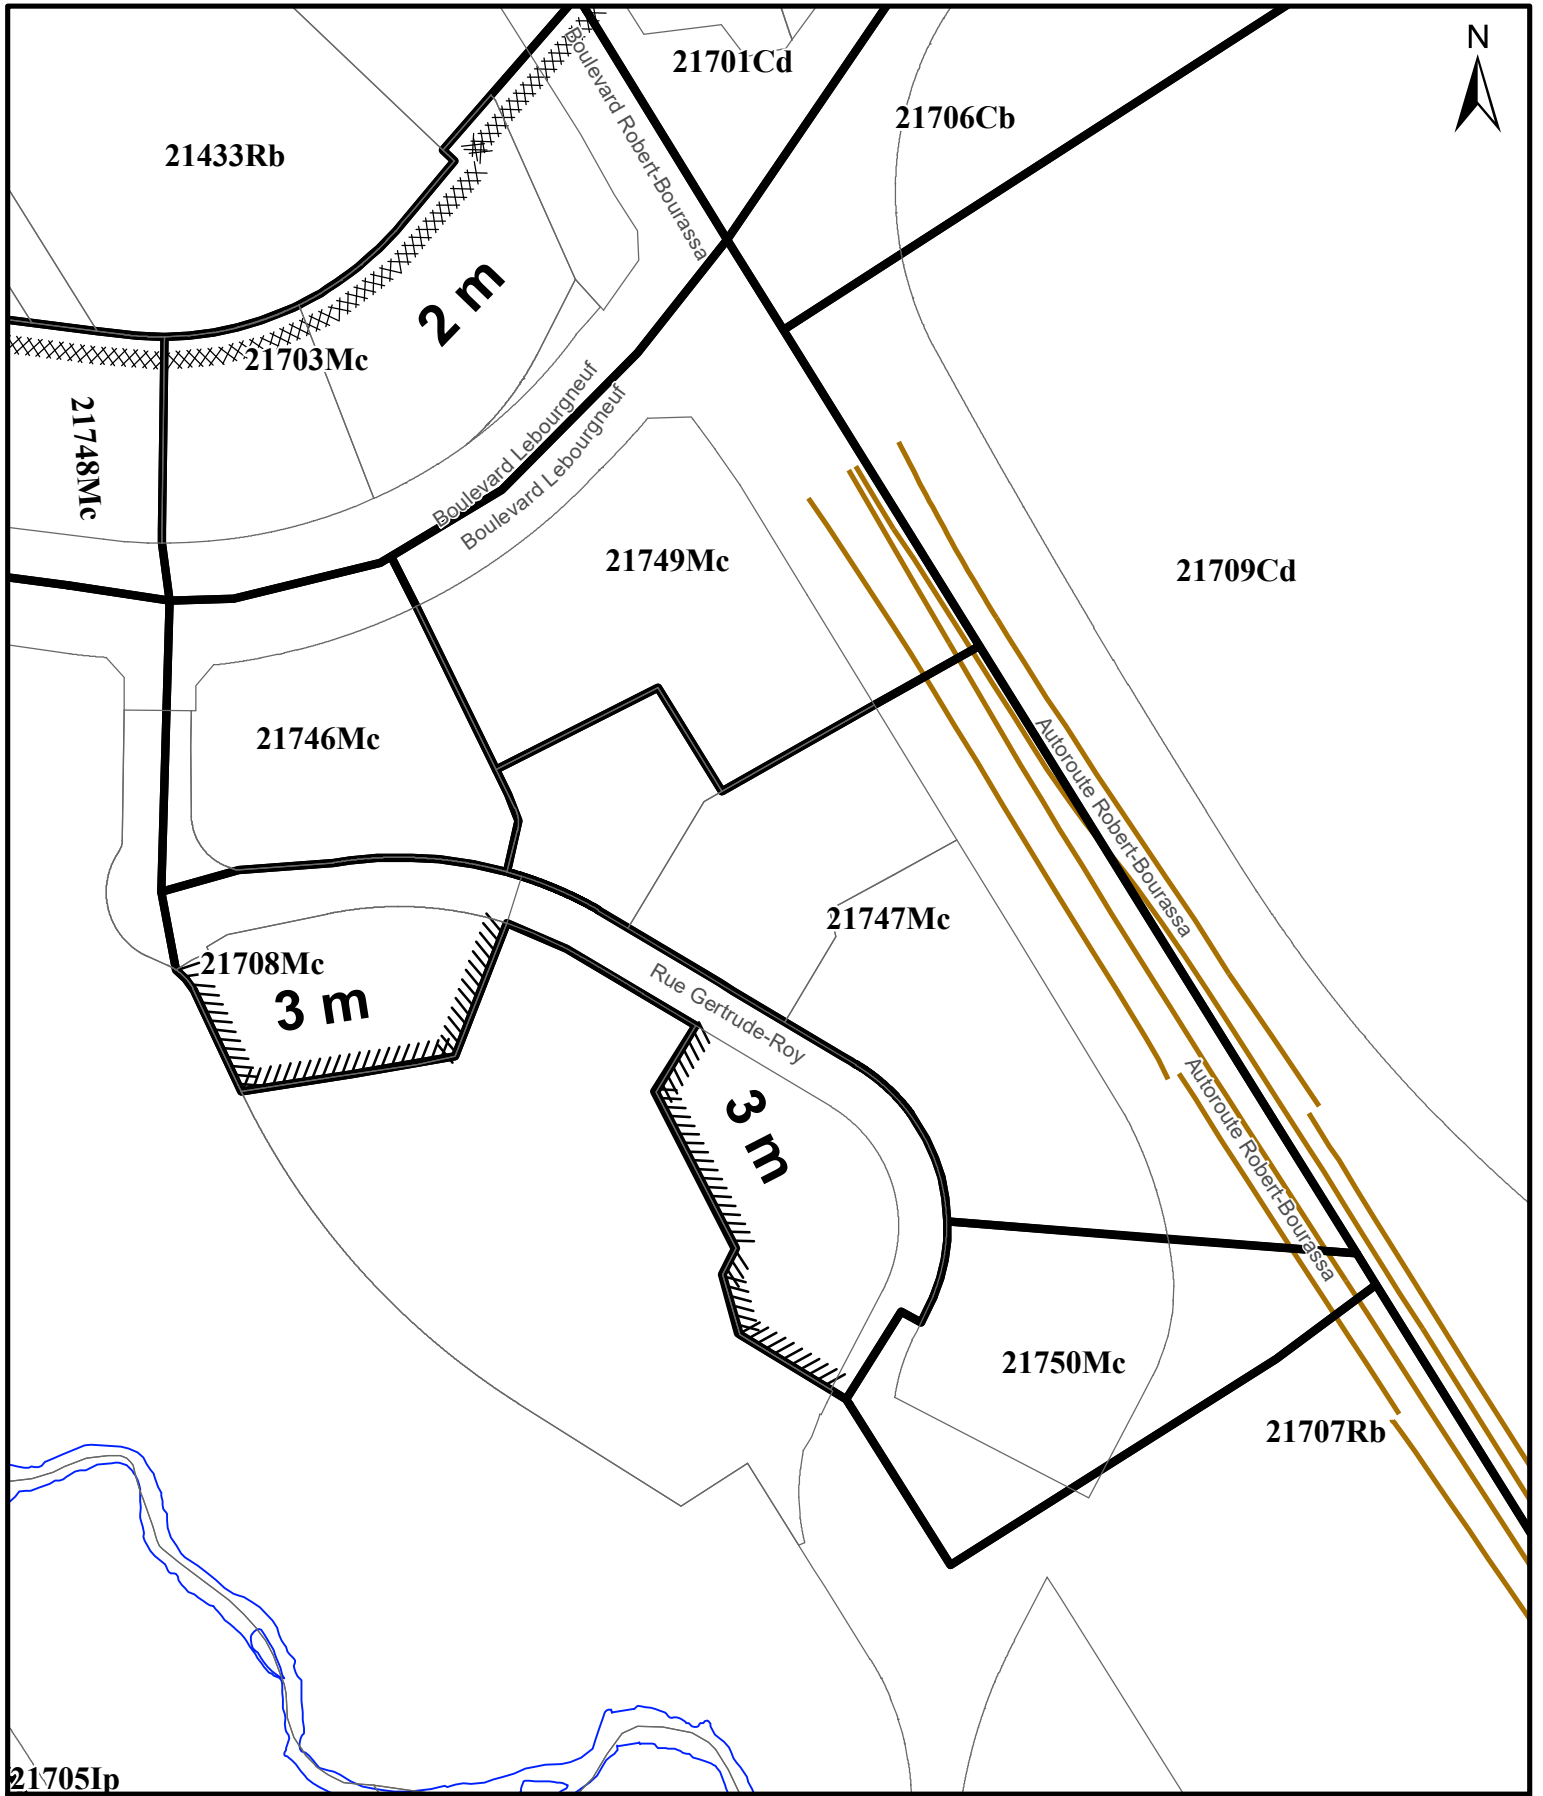 N
21701Cd
21706Cb
Boulevard Robert-Bourassa
21433Rb
2 m
21703Mc
21748Mc
Boulevard Lebourgneuf
Boulevard Lebourgneuf
21749Mc
21709Cd
21746Mc
Autoroute Robert-Bourassa
21747Mc
21708Mc
3 m
Rue Gertrude-Roy
3 m
Autoroute Robert-Bourassa
21750Mc
21707Rb
21705Ip